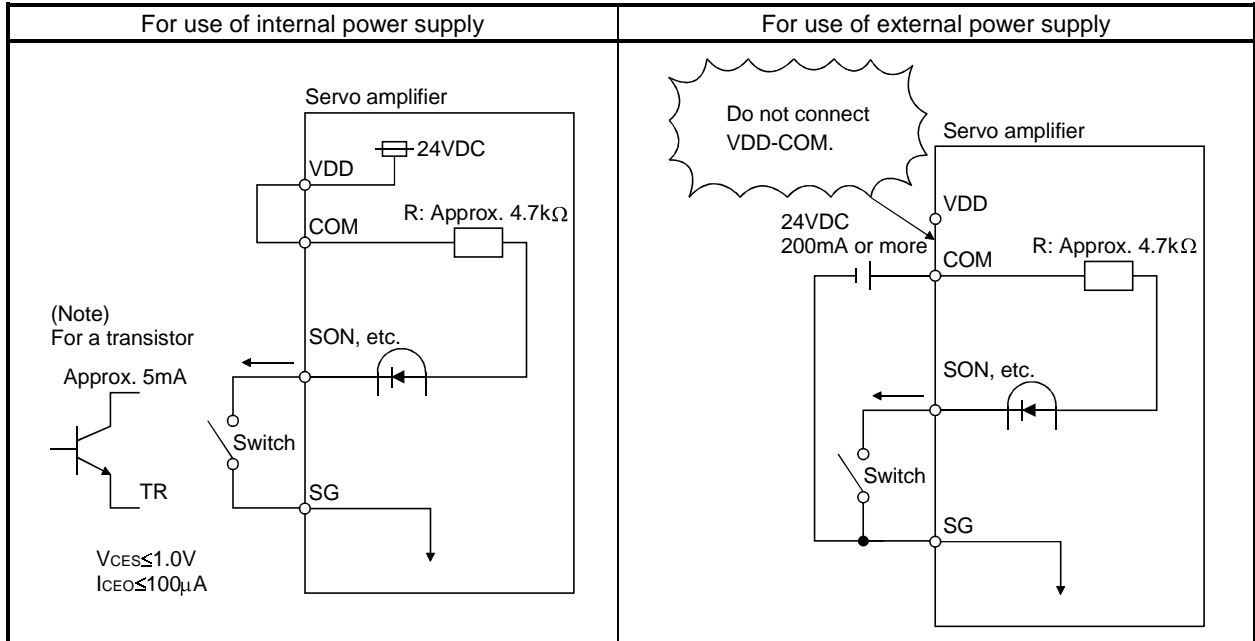 For use of internal power supply
For use of external power supply
Servo amplifier
24VDC
VDD
COM
R: Approx. 4.7kΩ
(Note)
For a transistor
Approx. 5mA
SON, etc.
Switch
TR
SG
VCES≤1.0V
ICEO≤100μA
Do not connect
VDD-COM.
Servo amplifier
VDD
24VDC
200mA or more
COM
R: Approx. 4.7kΩ
SON, etc.
Switch
SG